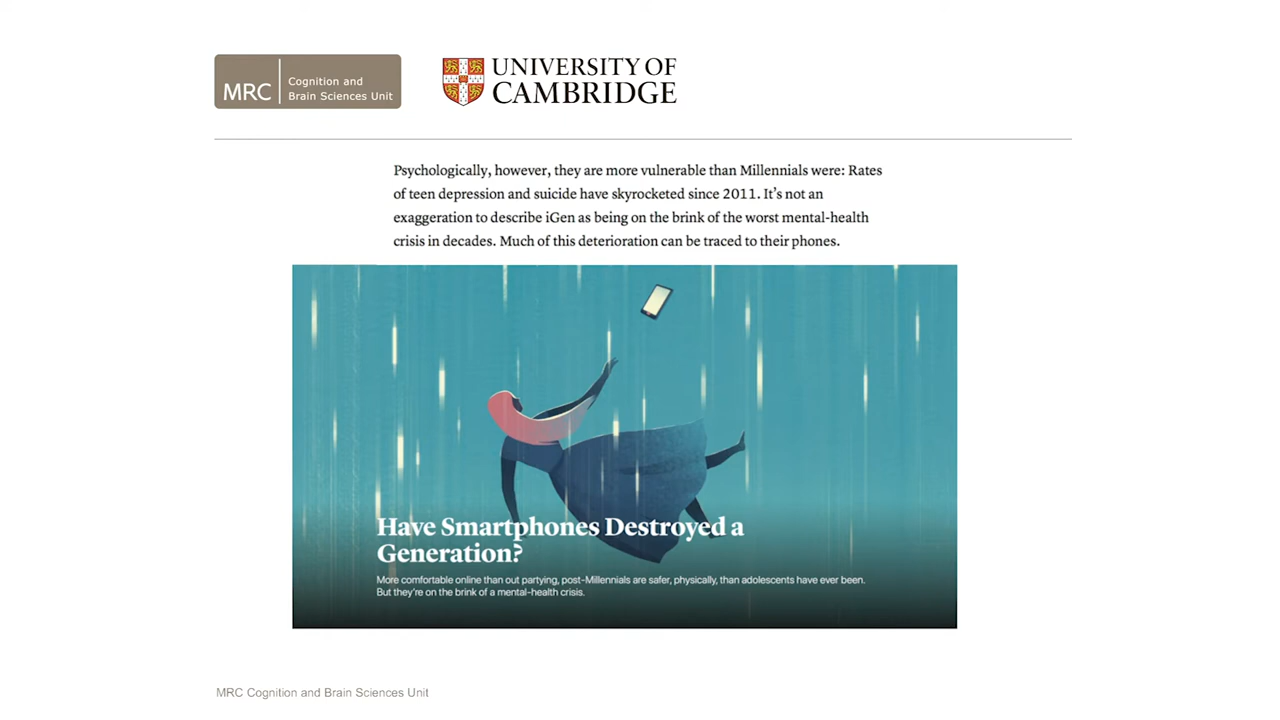 MRC
Cognition and
Brain Sciences Unit
UNIVERSITY OF
CAMBRIDGE
Psychologically, however, they are more vulnerable than Millennials were: Rates
of teen depression and suicide have skyrocketed since 2011. It’s not an
exaggeration to describe iGen as being on the brink of the worst mental-health
crisis in decades. Much of this deterioration can be traced to their phones.
Have Smartphones Destroyed a
Generation?
More comfortable online than out partying, post-Millennials are safer, physically, than adolescents have ever been.
But they’re on the brink of a mental-health crisis.
MRC Cognition and Brain Sciences Unit